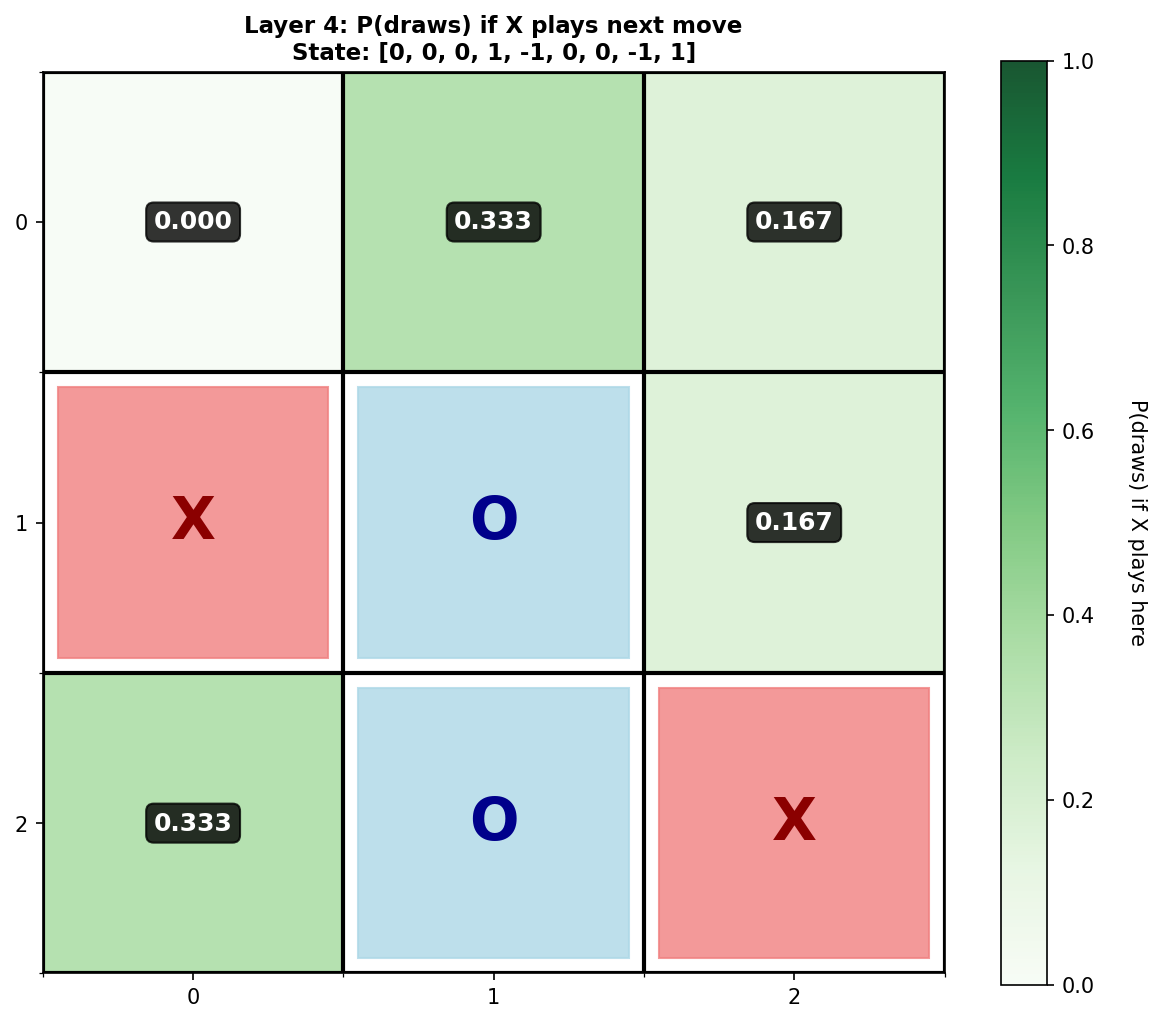 Layer 4: P(draws) if X plays next move
State: [0, 0, 0, 1, -1, 0, 0, -1, 1]
0.000 0.333 0.167
X O 0.167
0.333 O X
0
1
2
0 1 2
1.0
0.8
0.6
0.4
0.2
0.0
P(draws) if X plays here